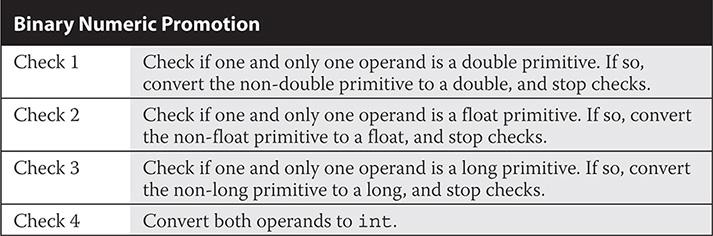 Binary Numeric Promotion
Check 1 Check if one and only one operand is a double primitive. If so,
convert the non-double primitive to a double, and stop checks.
Check 2 Check if one and only one operand is a float primitive. If so, convert
the non-float primitive to a float, and stop checks.
Check 3 Check if one and only one operand is a long primitive. If so, convert
the non-long primitive to a long, and stop checks.
Check 4 Convert both operands to int.